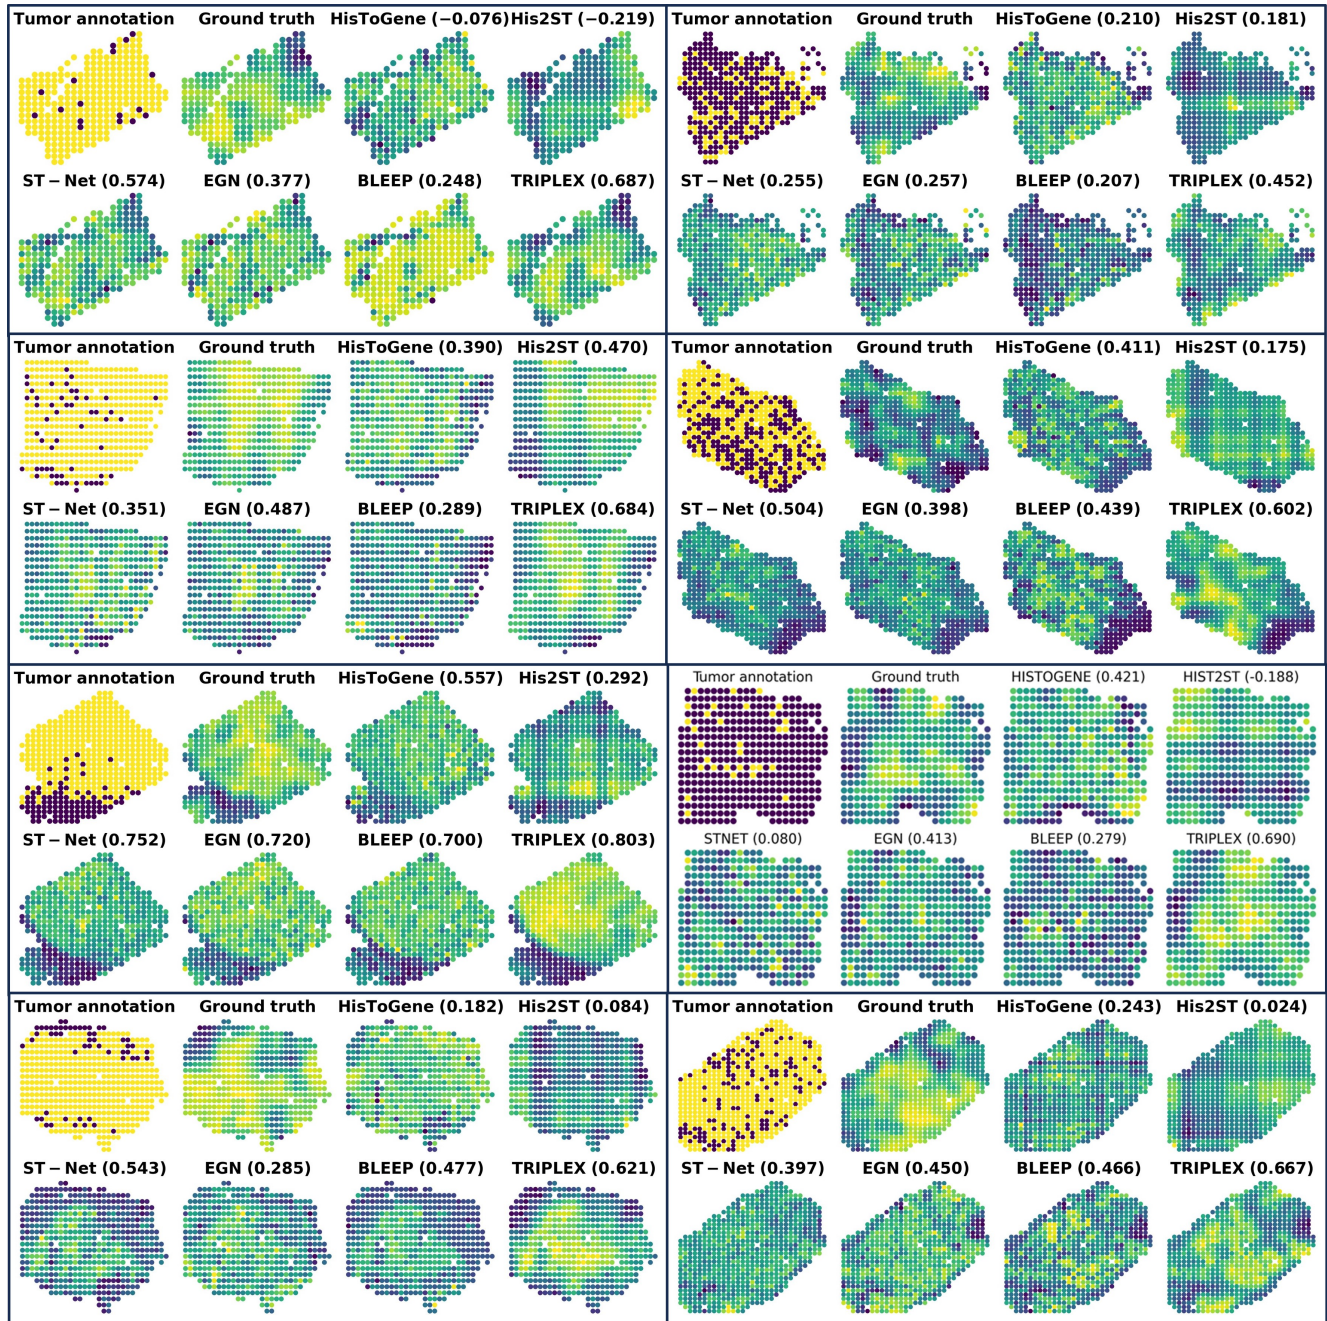 Tumor annotation Ground truth HisToGene (−0.076) His2ST (−0.219) Tumor annotation Ground truth HisToGene (0.210) His2ST (0.181)
ST − Net (0.574) EGN (0.377) BLEEP (0.248) TRIPLEX (0.687) ST − Net (0.255) EGN (0.257) BLEEP (0.207) TRIPLEX (0.452)
Tumor annotation Ground truth HisToGene (0.390) His2ST (0.470) Tumor annotation Ground truth HisToGene (0.411) His2ST (0.175)
ST − Net (0.351) EGN (0.487) BLEEP (0.289) TRIPLEX (0.684) ST − Net (0.504) EGN (0.398) BLEEP (0.439) TRIPLEX (0.602)
Tumor annotation Ground truth HisToGene (0.557) His2ST (0.292) Tumor annotation Ground truth HISTOGENE (0.421) HIST2ST (-0.188)
ST − Net (0.752) EGN (0.720) BLEEP (0.700) TRIPLEX (0.803) STNET (0.080) EGN (0.413) BLEEP (0.279) TRIPLEX (0.690)
Tumor annotation Ground truth HisToGene (0.182) His2ST (0.084) Tumor annotation Ground truth HisToGene (0.243) His2ST (0.024)
ST − Net (0.543) EGN (0.285) BLEEP (0.477) TRIPLEX (0.621) ST − Net (0.397) EGN (0.450) BLEEP (0.466) TRIPLEX (0.667)